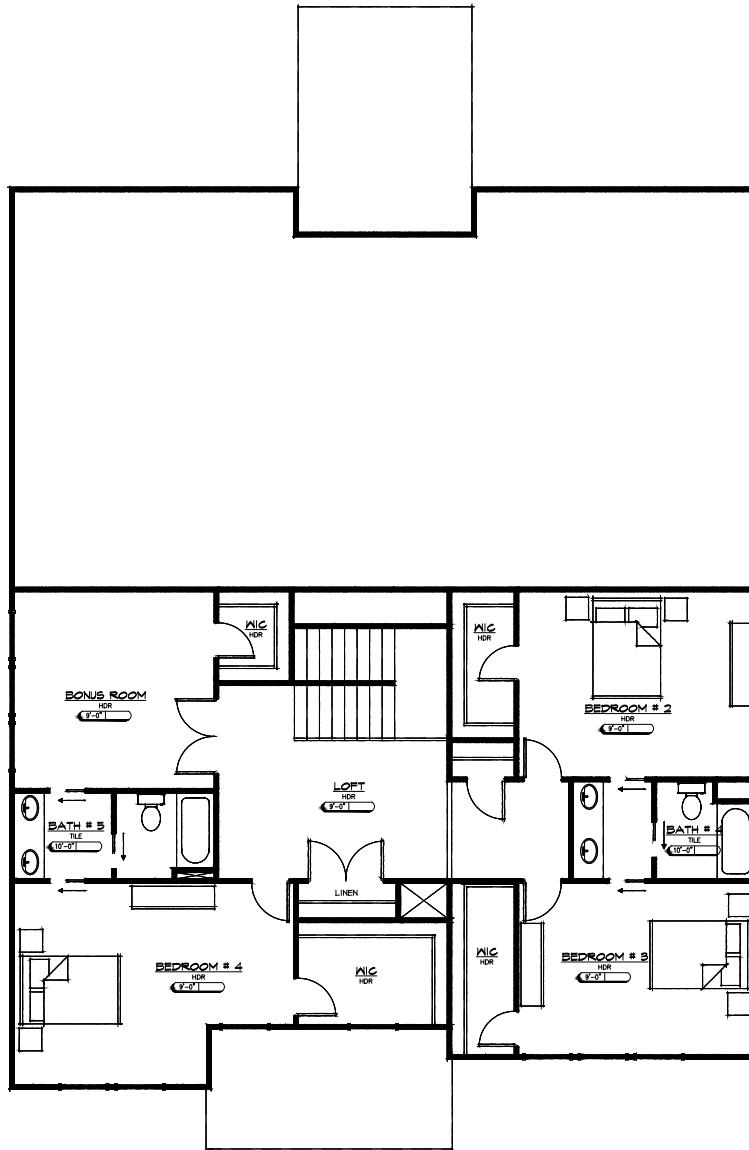 WIC
HDR
WIC
HDR
BONUS ROOM
HDR
9'-0"
BEDROOM # 2
HDR
9'-0"
LOFT
HDR
9'-0"
BATH # 5
TILE
10'-0"
BATH # 4
TILE
10'-0"
LINEN
BEDROOM # 4
HDR
9'-0"
WIC
HDR
WIC
HDR
BEDROOM # 3
HDR
9'-0"